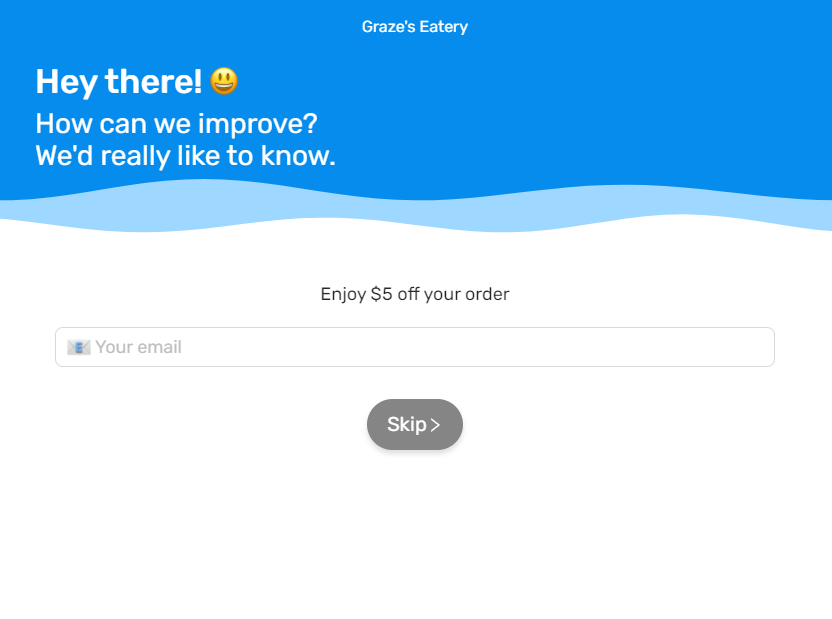 Graze's Eatery
Hey there! 😃
How can we improve?
We'd really like to know.
Enjoy $5 off your order
📧 Your email
Skip >